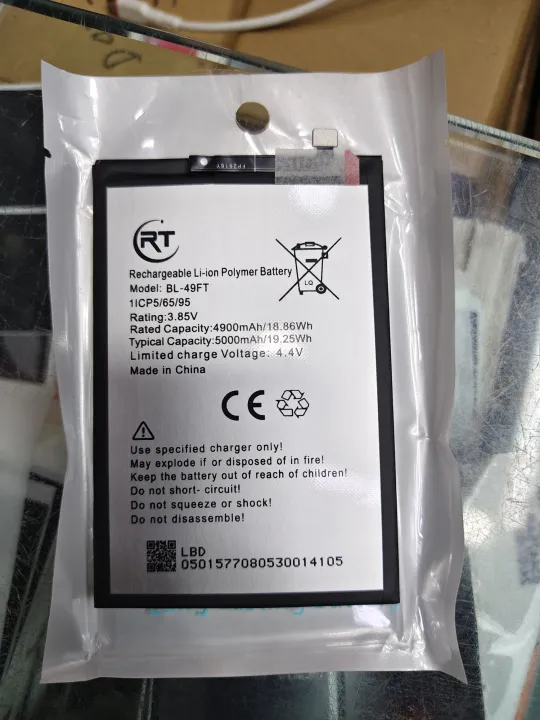 FP2516Y
RT
Rechargeable Li-ion Polymer Battery
Model: BL-49FT
1ICP5/65/95
Rating:3.85V
Rated Capacity:4900mAh/18.86Wh
Typical Capacity:5000mAh/19.25Wh
Limited charge Voltage: 4.4V
Made in China
LQ
CE
Use specified charger only!
May explode if or disposed of in fire!
Keep the battery out of reach of children!
Do not short- circuit!
Do not squeeze or shock!
Do not disassemble!
LBD
0501577080530014105